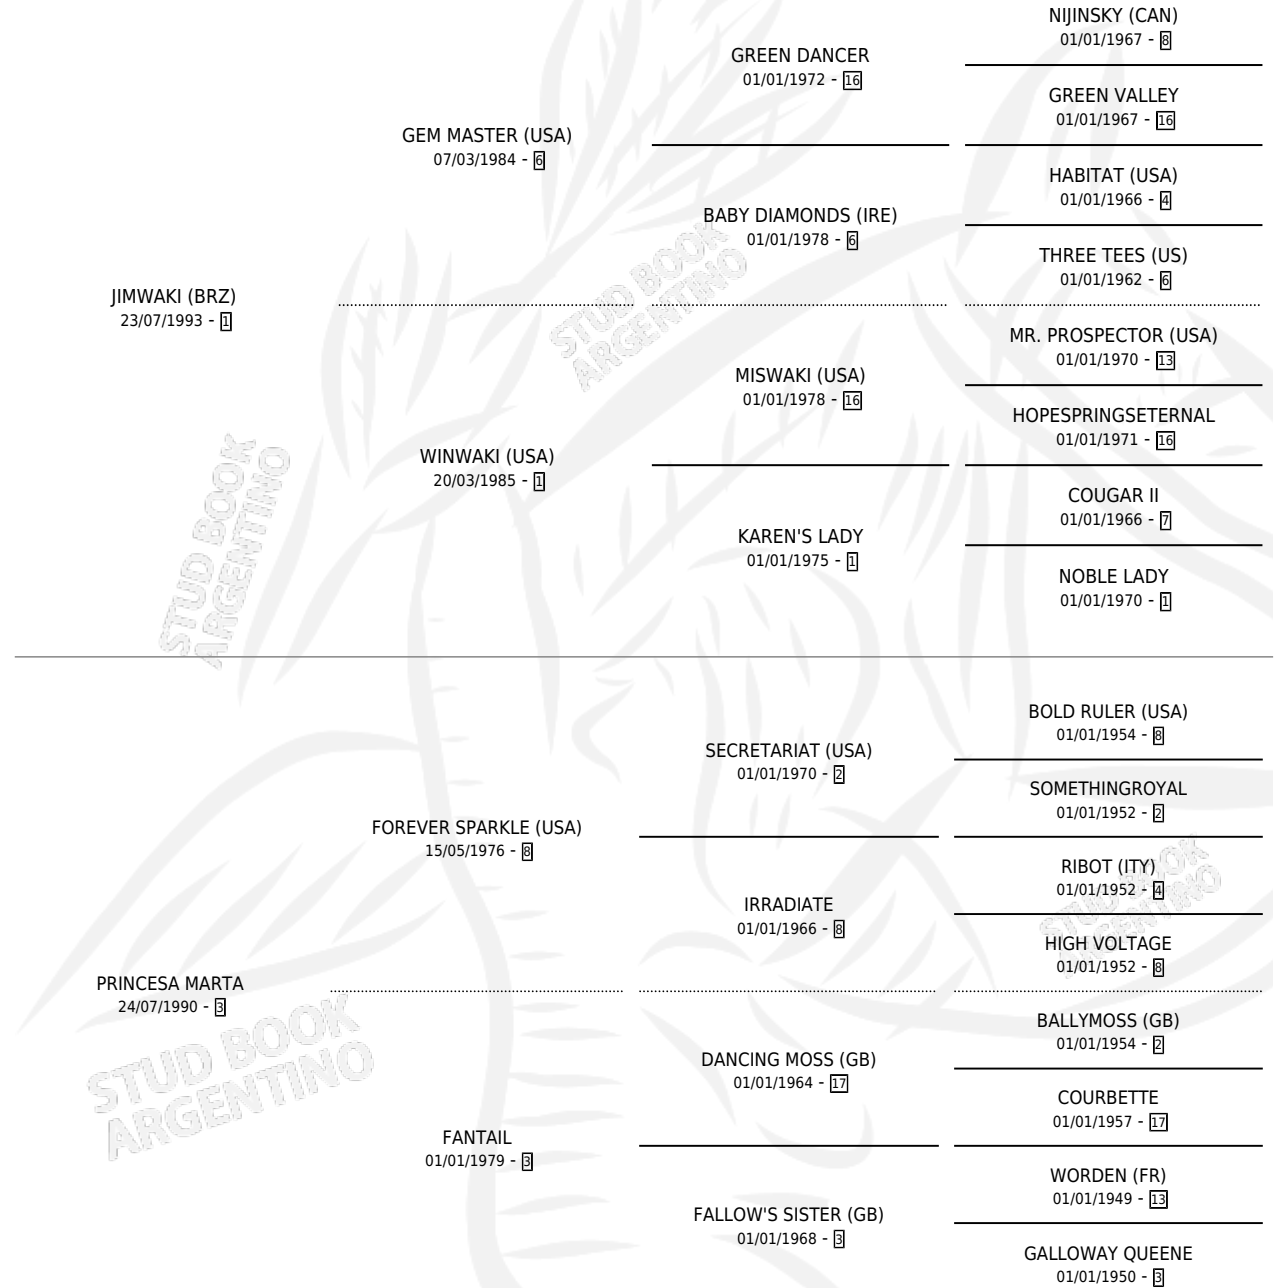 NIJINSKY (CAN)
01/01/1967 - 8
GREEN DANCER
01/01/1972 - 16
GREEN VALLEY
01/01/1967 - 16
GEM MASTER (USA)
07/03/1984 - 6
HABITAT (USA)
01/01/1966 - 4
BABY DIAMONDS (IRE)
01/01/1978 - 6
THREE TEES (US)
01/01/1962 - 6
JIMWAKI (BRZ)
23/07/1993 - 1
STUD BOOK
ARGENTINO
MR. PROSPECTOR (USA)
01/01/1970 - 13
MISWAKI (USA)
01/01/1978 - 16
HOPESPRINGSETERNAL
01/01/1971 - 16
WINWAKI (USA)
20/03/1985 - 1
COUGAR II
01/01/1966 - 7
KAREN'S LADY
01/01/1975 - 1
NOBLE LADY
01/01/1970 - 1
STUD BOOK
ARGENTINO
BOLD RULER (USA)
01/01/1954 - 8
SECRETARIAT (USA)
01/01/1970 - 2
SOMETHINGROYAL
01/01/1952 - 2
FOREVER SPARKLE (USA)
15/05/1976 - 8
RIBOT (ITY)
01/01/1952 - 4
IRRADIATE
01/01/1966 - 8
STUD BOOK
ARGENTINO
HIGH VOLTAGE
01/01/1952 - 8
PRINCESA MARTA
24/07/1990 - 3
STUD BOOK
ARGENTINO
BALLYMOSS (GB)
01/01/1954 - 2
DANCING MOSS (GB)
01/01/1964 - 17
COURBETTE
01/01/1957 - 17
FANTAIL
01/01/1979 - 3
WORDEN (FR)
01/01/1949 - 13
FALLOW'S SISTER (GB)
01/01/1968 - 3
GALLOWAY QUEENE
01/01/1950 - 3